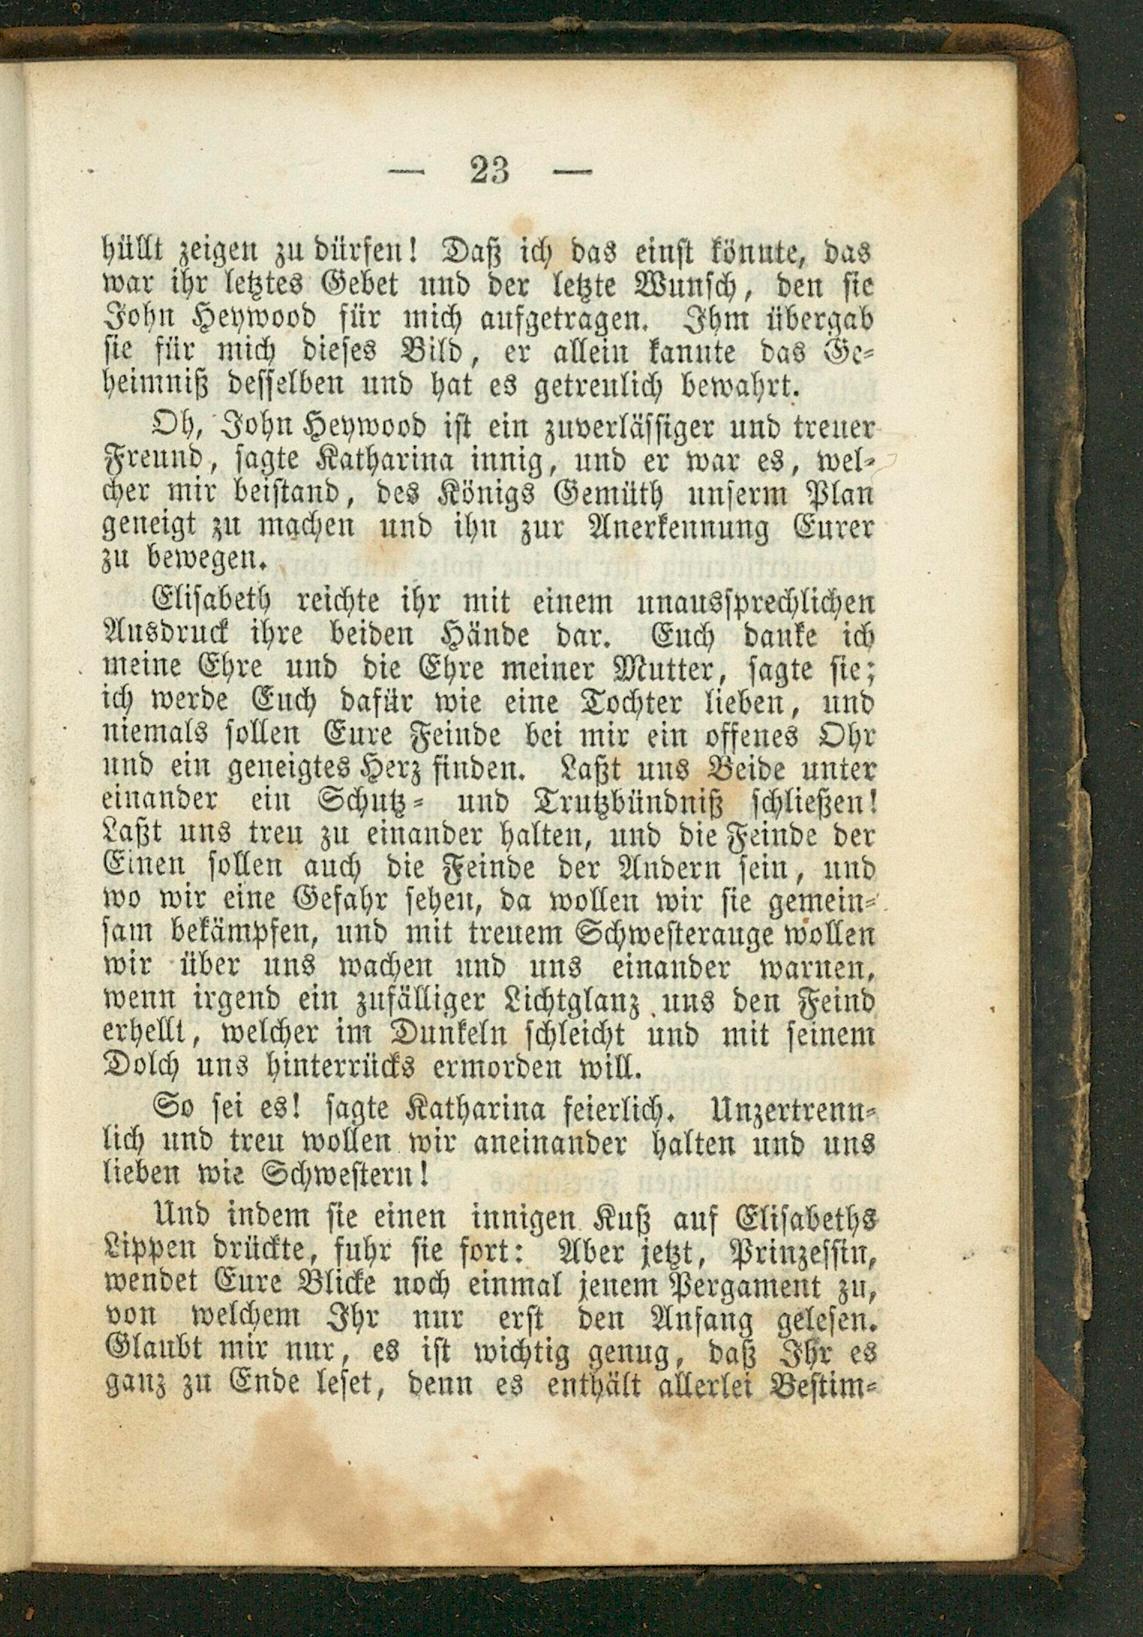 — 23 —
hüllt zeigen zu dürfen! Daß ich das einst könnte, das
war ihr letztes Gebet und der letzte Wunsch, den sie
John Heywood für mich aufgetragen. Ihm übergab
sie für mich dieses Bild, er allein kannte das Ge-
heimniß desselben und hat es getreulich bewahrt.
Oh, John Heywood ist ein zuverlässiger und treuer
Freund, sagte Katharina innig, und er war es, wel-
cher mir beistand, des Königs Gemüth unserm Plan
geneigt zu machen und ihn zur Anerkennung Eurer
zu bewegen.
Elisabeth reichte ihr mit einem unaussprechlichen
Ausdruck ihre beiden Hände dar. Euch danke ich
meine Ehre und die Ehre meiner Mutter, sagte sie;
ich werde Euch dafür wie eine Tochter lieben, und
niemals sollen Eure Feinde bei mir ein offenes Ohr
und ein geneigtes Herz finden. Laßt uns Beide unter
einander ein Schutz- und Trutzbündniß schließen!
Laßt uns treu zu einander halten, und die Feinde der
Einen sollen auch die Feinde der Andern sein, und
wo wir eine Gefahr sehen, da wollen wir sie gemein-
sam bekämpfen, und mit treuem Schwesterauge wollen
wir über uns wachen und uns einander warnen,
wenn irgend ein zufälliger Lichtglanz uns den Feind
erhellt, welcher im Dunkeln schleicht und mit seinem
Dolch uns hinterrücks ermorden will.
So sei es! sagte Katharina feierlich. Unzertrenn-
lich und treu wollen wir aneinander halten und uns
lieben wie Schwestern!
Und indem sie einen innigen Kuß auf Elisabeths
Lippen drückte, fuhr sie fort: Aber jetzt, Prinzessin,
wendet Eure Blicke noch einmal jenem Pergament zu,
von welchem Ihr nur erst den Anfang gelesen.
Glaubt mir nur, es ist wichtig genug, daß Ihr es
ganz zu Ende leset, denn es enthält allerlei Bestim-